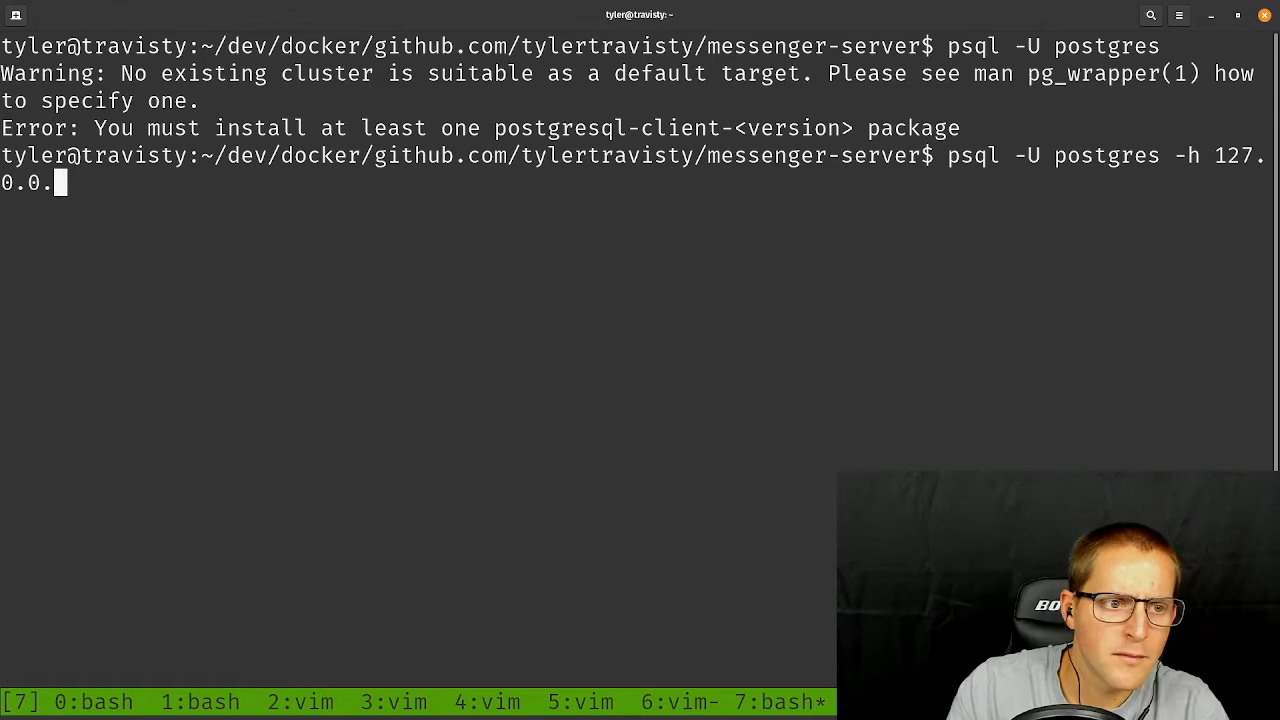 tyler@travisty: ~
tyler@travisty:~/dev/docker/github.com/tylertravisty/messenger-server$ psql -U postgres
Warning: No existing cluster is suitable as a default target. Please see man pg_wrapper(1) how
to specify one.
Error: You must install at least one postgresql-client-<version> package
tyler@travisty:~/dev/docker/github.com/tylertravisty/messenger-server$ psql -U postgres -h 127.
0.0.
BO
[7] 0:bash 1:bash 2:vim 3:vim 4:vim 5:vim 6:vim- 7:bash*